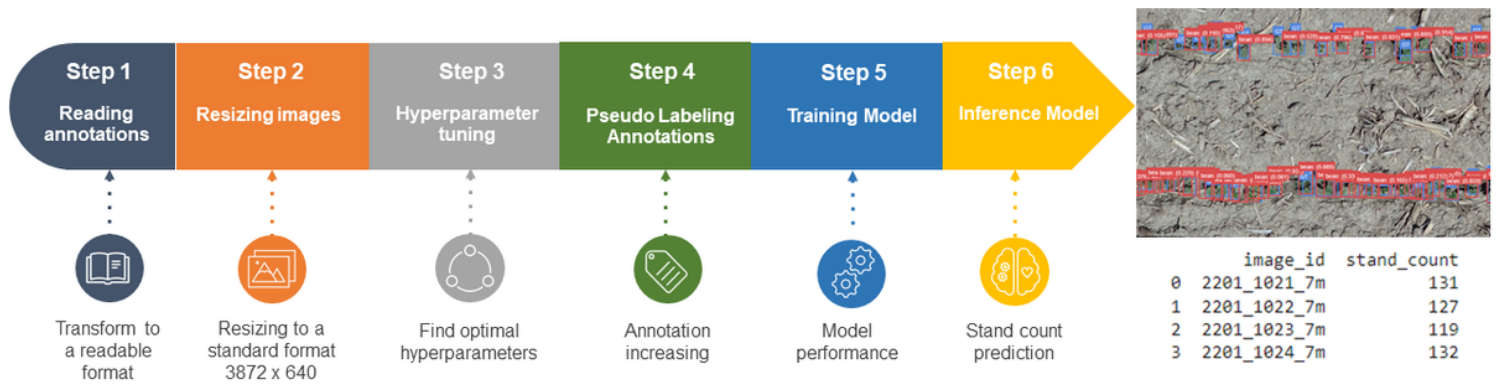 Step 1
Reading
annotations
Step 2
Resizing images
Step 3
Hyperparameter
tuning
Step 4
Pseudo Labeling
Annotations
Step 5
Training Model
Step 6
Inference Model
Transform to
a readable
format
Resizing to a
standard format
3872 x 640
Find optimal
hyperparameters
Annotation
increasing
Model
performance
Stand count
prediction
image_id stand_count
0 2201_1021_7m 131
1 2201_1022_7m 127
2 2201_1023_7m 119
3 2201_1024_7m 132